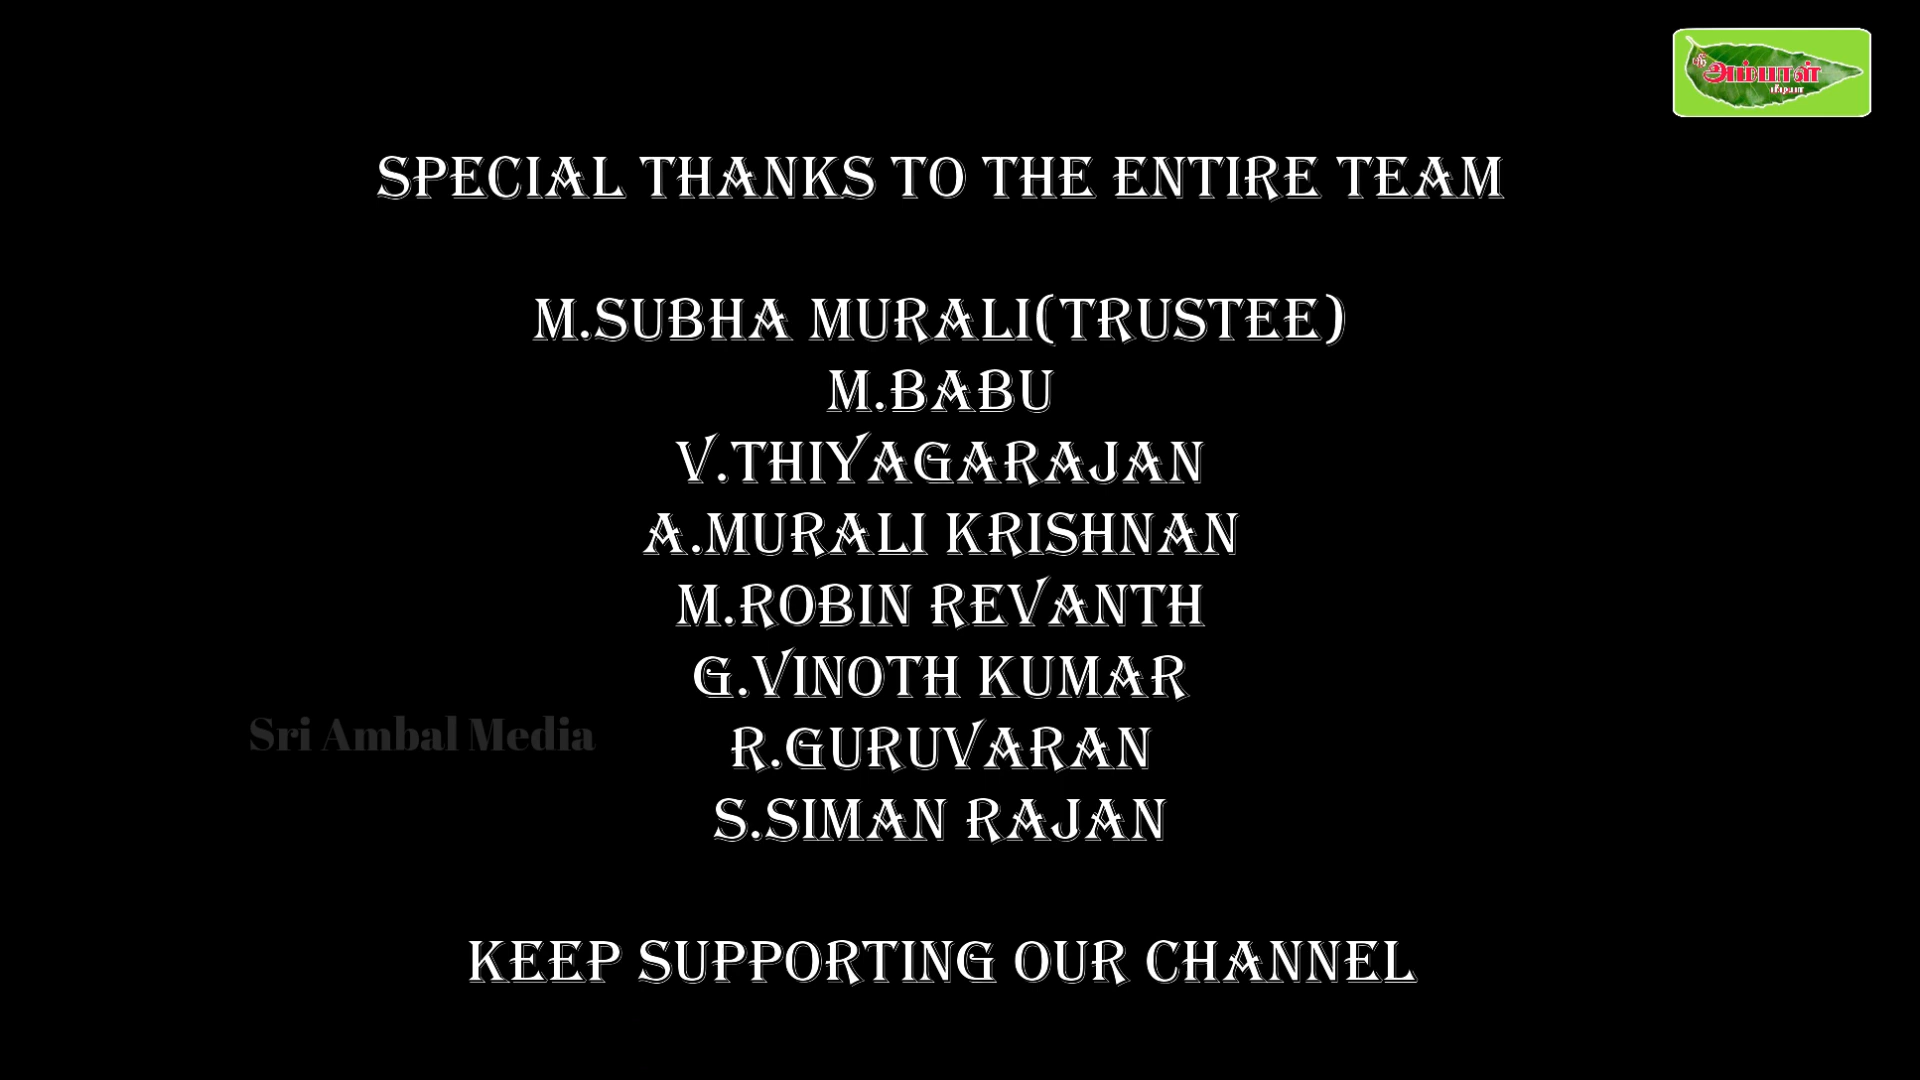 ஸ்ரீ அம்பாள்
மீடியா
SPECIAL THANKS TO THE ENTIRE TEAM
M.SUBHA MURALI(TRUSTEE)
M.BABU
V.THIYAGARAJAN
A.MURALI KRISHNAN
M.ROBIN REVANTH
G.VINOTH KUMAR
R.GURUVARAN
S.SIMAN RAJAN
Sri Ambal Media
KEEP SUPPORTING OUR CHANNEL